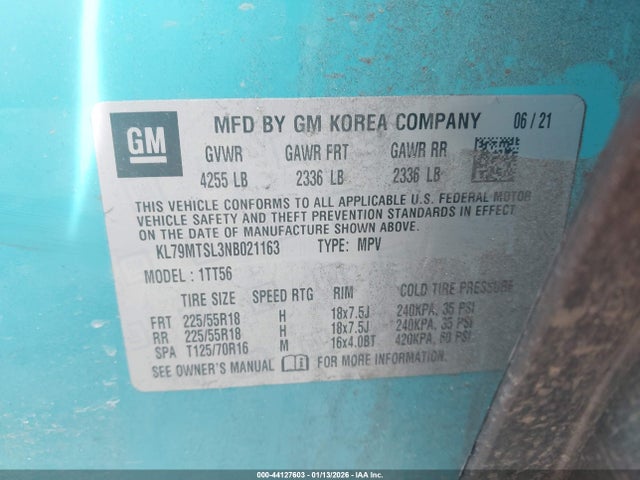 GM MFD BY GM KOREA COMPANY 06/21
GVWR GAWR FRT GAWR RR
4255 LB 2336 LB 2336 LB
THIS VEHICLE CONFORMS TO ALL APPLICABLE U.S. FEDERAL MOTOR
VEHICLE SAFETY AND THEFT PREVENTION STANDARDS IN EFFECT
ON THE DATE OF MANUFACTURE SHOWN ABOVE.
KL79MTSL3NB021163 TYPE: MPV
MODEL : 1TT56
TIRE SIZE SPEED RTG RIM COLD TIRE PRESSURE
FRT 225/55R18 H 18x7.5J 240KPA, 35 PSI
RR 225/55R18 H 18x7.5J 240KPA, 35 PSI
SPA T125/70R16 M 16x4.0BT 420KPA, 60 PSI
SEE OWNER'S MANUAL FOR MORE INFORMATION
000-44127603 - 01/13/2026 - IAA Inc.